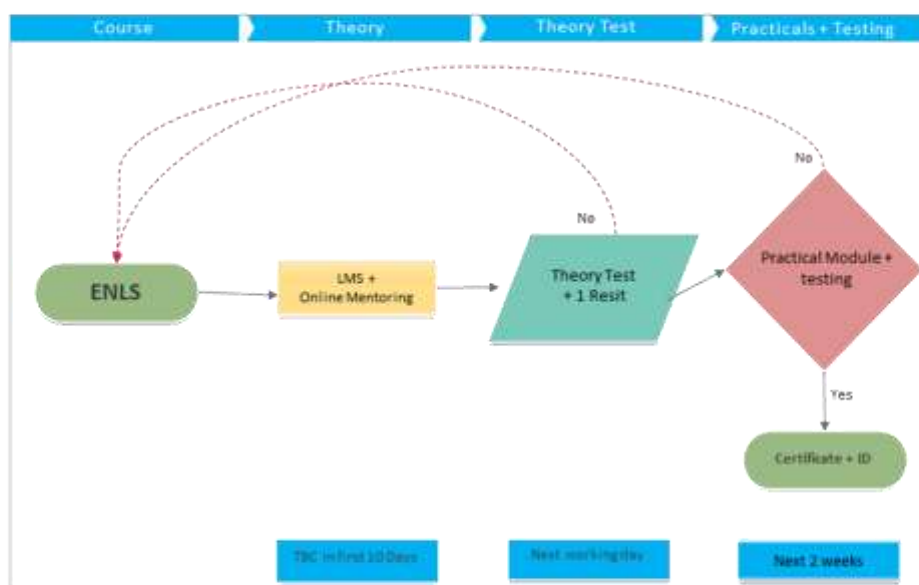 Course
Theory
Theory Test
Practicals + Testing
No
No
ENLS
LMS +
Online Mentoring
Theory Test
+ 1 Resit
Practical Module +
testing
Yes
Certificate + ID
TBC in first 10 Days
Next working day
Next 2 weeks